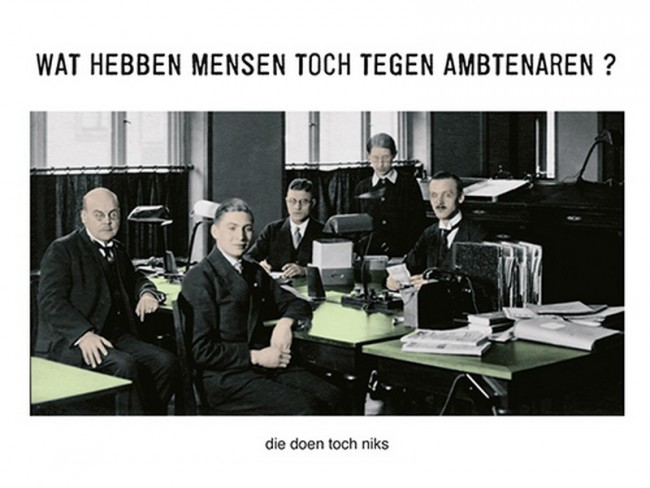 WAT HEBBEN MENSEN TOCH TEGEN AMBTENAREN ?
die doen toch niks